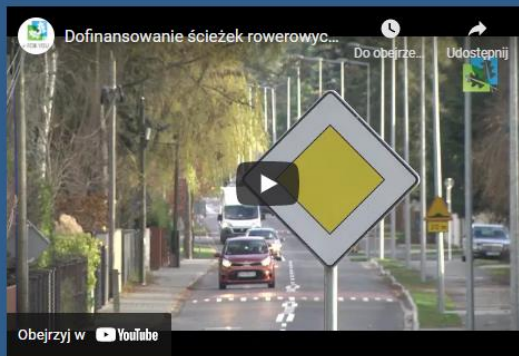 Dofinansowanie ścieżek rowerowyc...
Do obejrze...
Udostępnij
Obejrzyj w YouTube